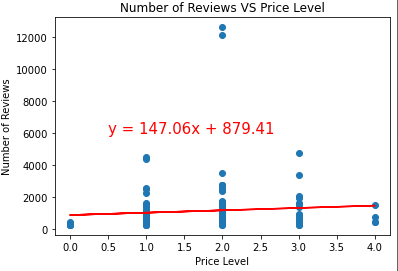 Number of Reviews VS Price Level
Number of Reviews
12000
10000
8000
6000
4000
2000
0
y = 147.06x + 879.41
0.0 0.5 1.0 1.5 2.0 2.5 3.0 3.5 4.0
Price Level